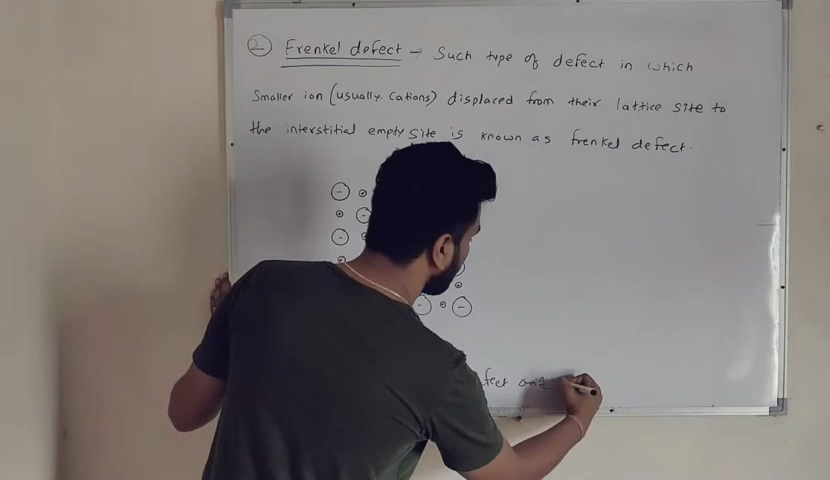 ② Frenkel defect → Such type of defect in which
Smaller ion (usually cations) displaced from their lattice site to
the interstitial empty site is known as frenkel defect.